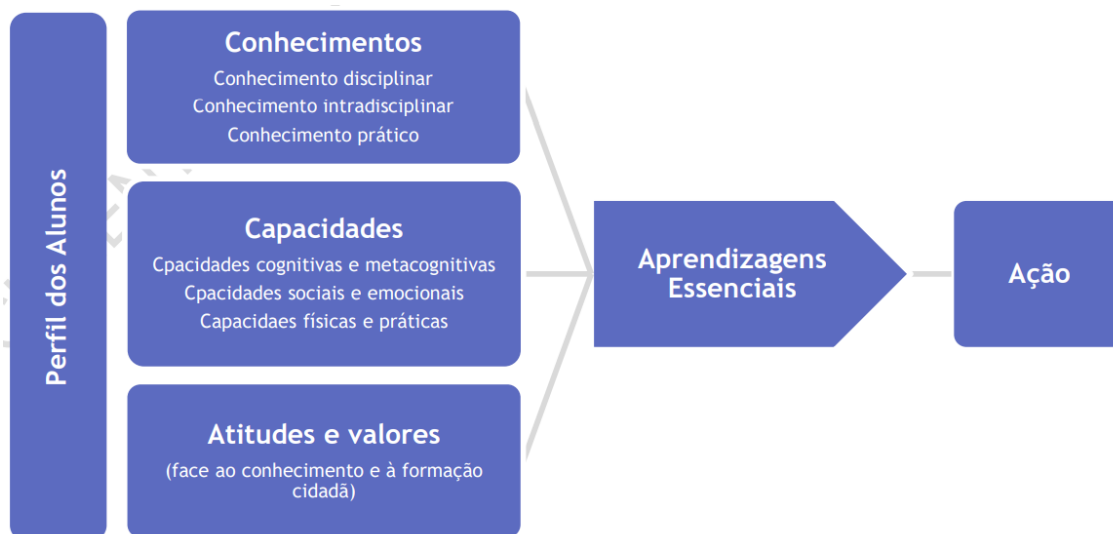 Perfil dos Alunos
Conhecimentos
Conhecimento disciplinar
Conhecimento intradisciplinar
Conhecimento prático
Capacidades
Cpacidades cognitivas e metacognitivas
Cpacidades sociais e emocionais
Capacidaes físicas e práticas
Atitudes e valores
(face ao conhecimento e à formação
cidadã)
Aprendizagens
Essenciais
Ação